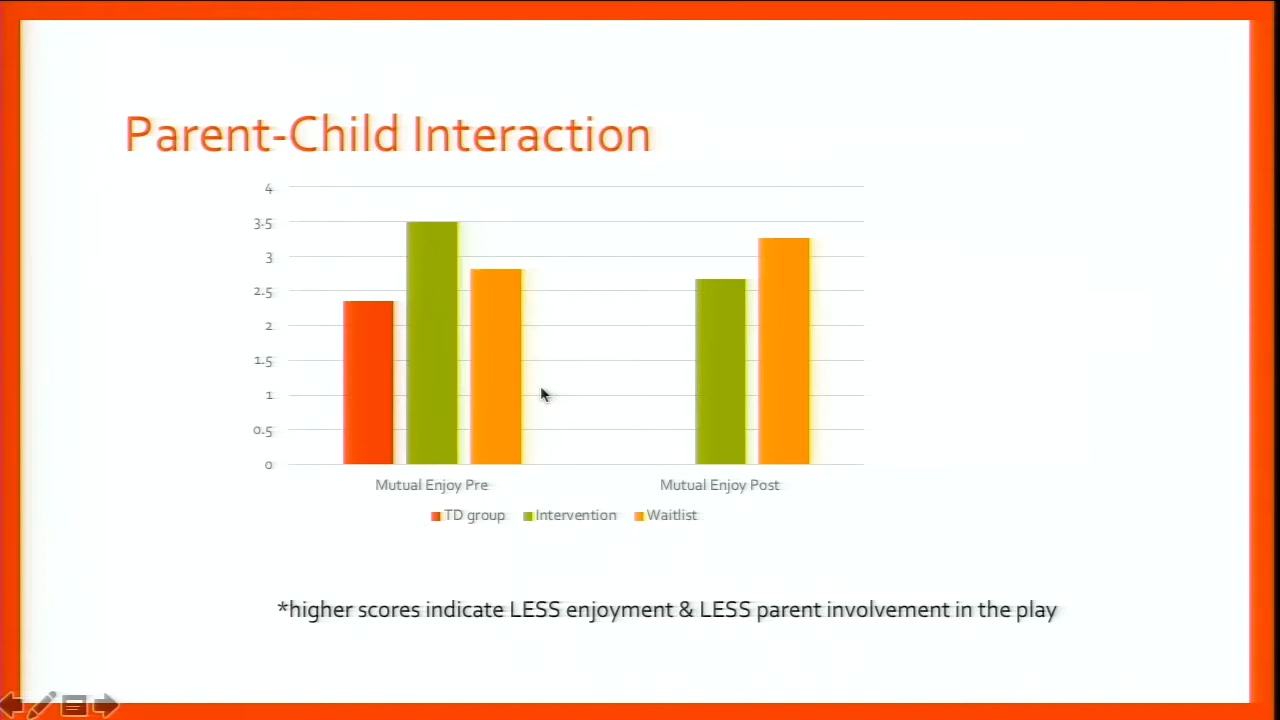 Parent-Child Interaction
4
3.5
3
2.5
2
1.5
1
0.5
0
Mutual Enjoy Pre
Mutual Enjoy Post
TD group Intervention Waitlist
*higher scores indicate LESS enjoyment & LESS parent involvement in the play